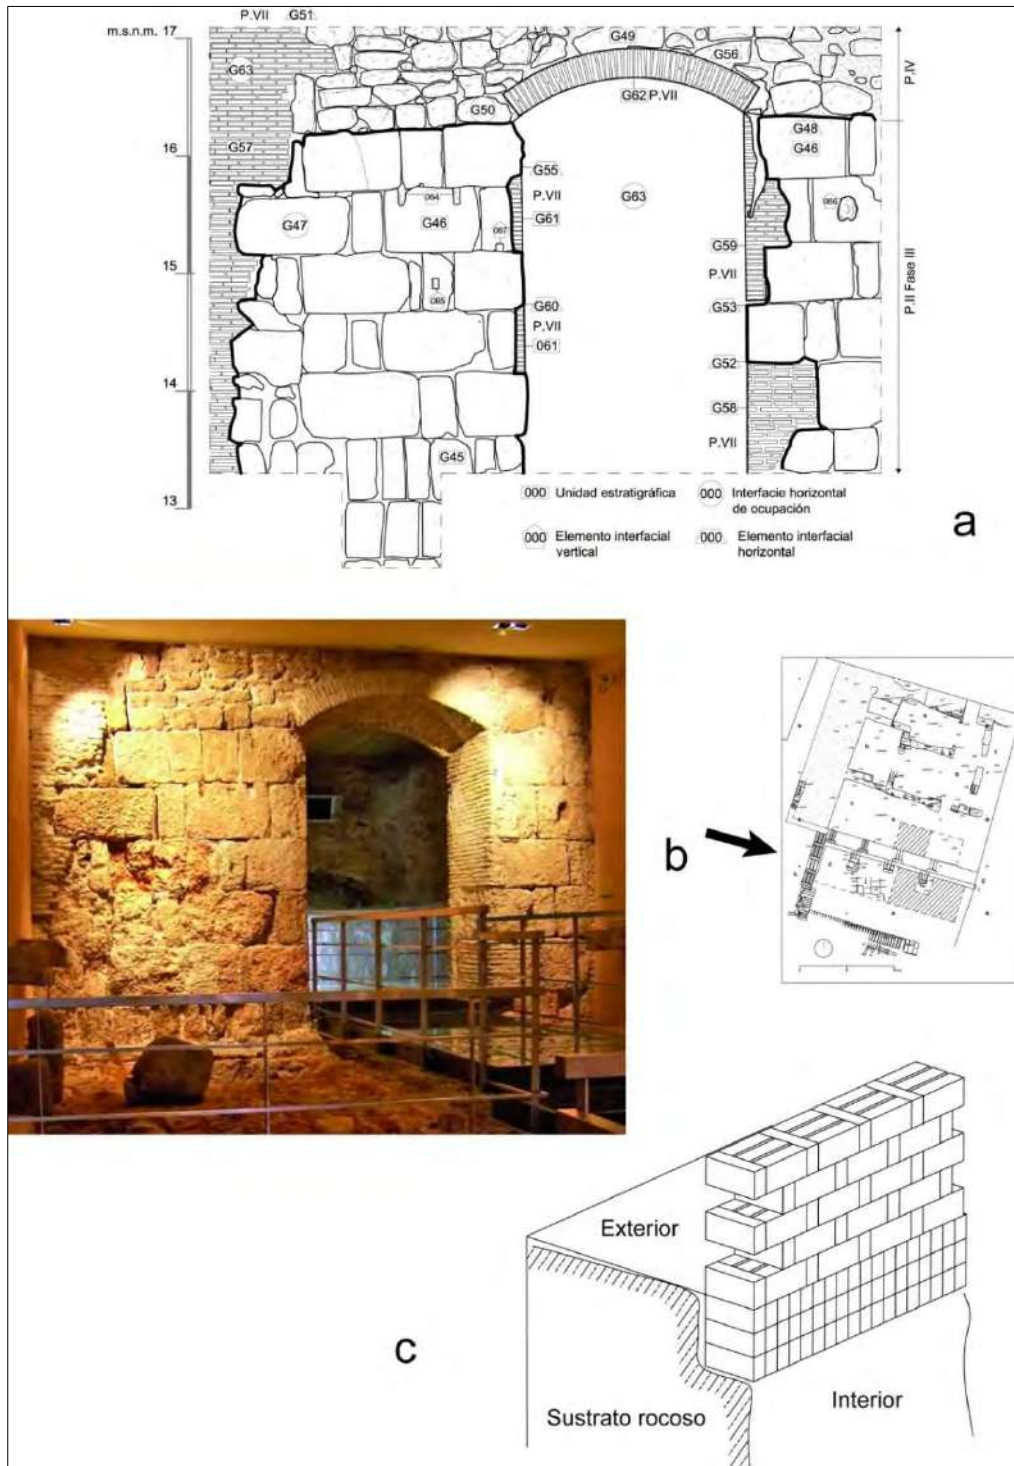 P.VII G51
m.s.n.m. 17
G49
G63
G56
P.IV
G62 P.VII
G50
G48
G57
G46
16
G55
064
P.VII
G63
066
G47
G46
067
G61
G59
15
P.VII
P.II Fase III
065
G60
G53
P.VII
061
G52
14
G58
G45
P.VII
000 Unidad estratigráfica
000 Interfacie horizontal
de ocupación
13
000 Elemento interfacial
vertical
000 Elemento interfacial
horizontal
a
b
Exterior
c
Sustrato rocoso
Interior